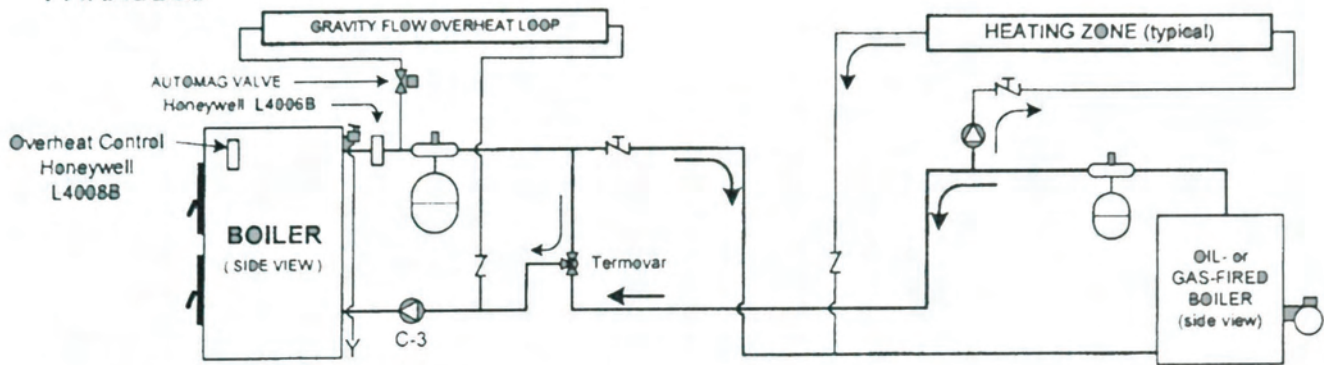 GRAVITY FLOW OVERHEAT LOOP
HEATING ZONE (typical)
AUTOMAG VALVE
Honeywell L4006B
Overheat Control
Honeywell
L4008B
BOILER
( SIDE VIEW )
Termovar
C-3
OIL- or
GAS-FIRED
BOILER
(side view)